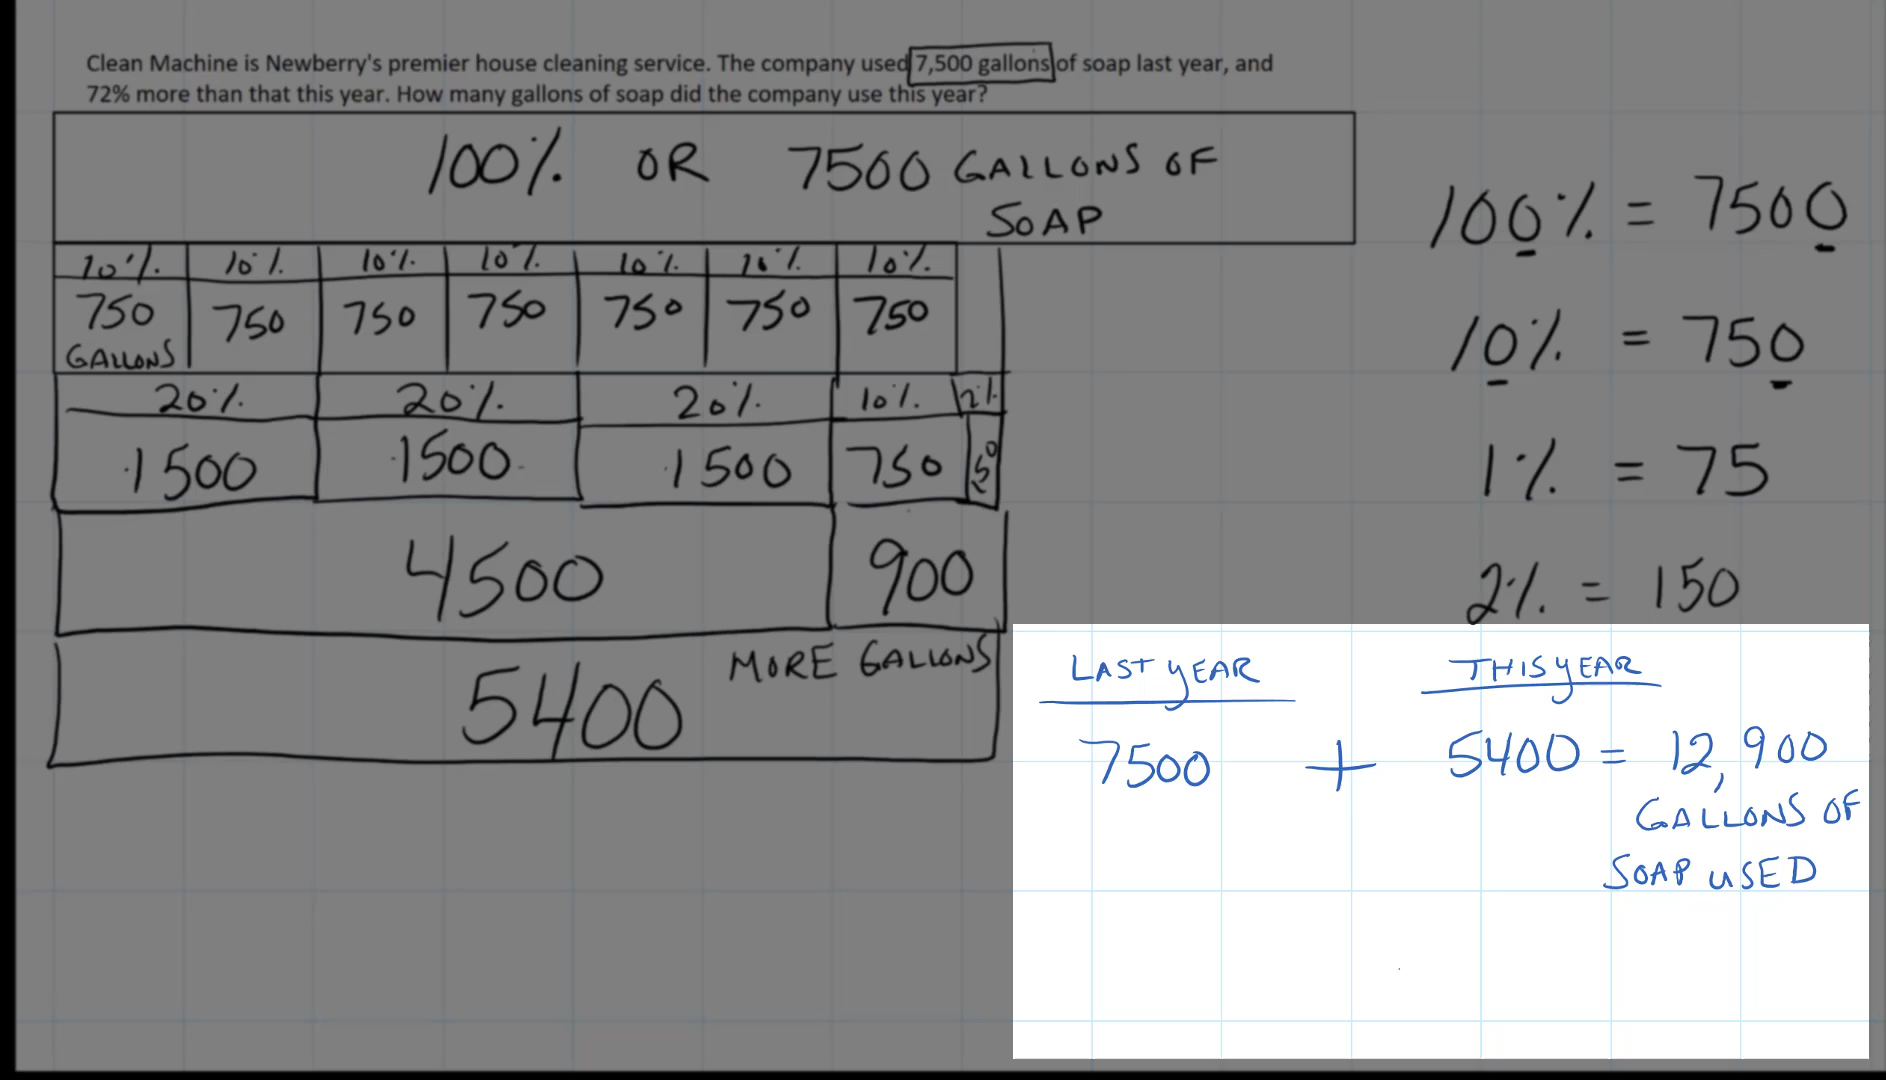 Clean Machine is Newberry's premier house cleaning service. The company used 7,500 gallons of soap last year, and
72% more than that this year. How many gallons of soap did the company use this year?
100% OR 7500 GALLONS OF
SOAP
10% 10% 10% 10% 10% 10% 10%
750 750 750 750 750 750 750
GALLONS
20% 20% 20% 10% 2%
1500 1500 1500 750 150
4500 900
5400 MORE GALLONS
100% = 7500
10% = 750
1% = 75
2% = 150
LAST YEAR THIS YEAR
7500 + 5400 = 12,900
GALLONS OF
SOAP USED